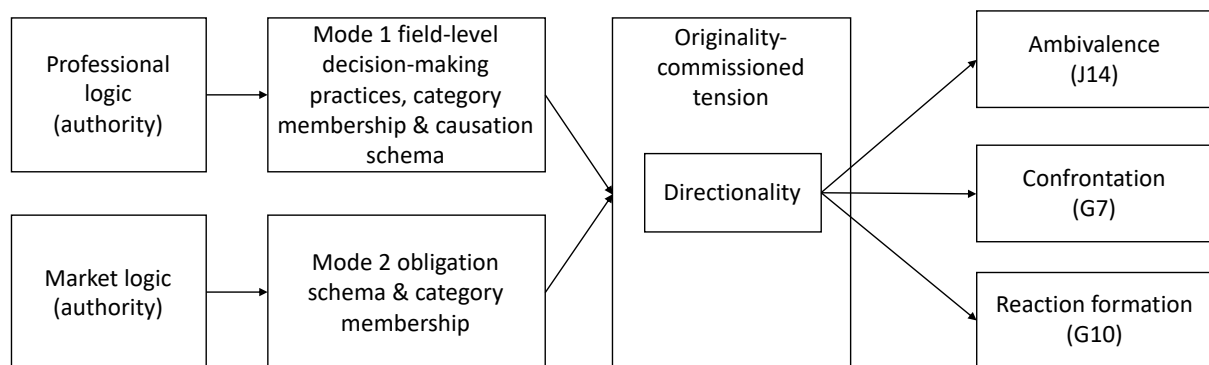 Professional
logic
(authority)
Mode 1 field-level
decision-making
practices, category
membership & causation
schema
Originality-
commissioned
tension
Directionality
Ambivalence
(J14)
Confrontation
(G7)
Market logic
(authority)
Mode 2 obligation
schema & category
membership
Reaction formation
(G10)